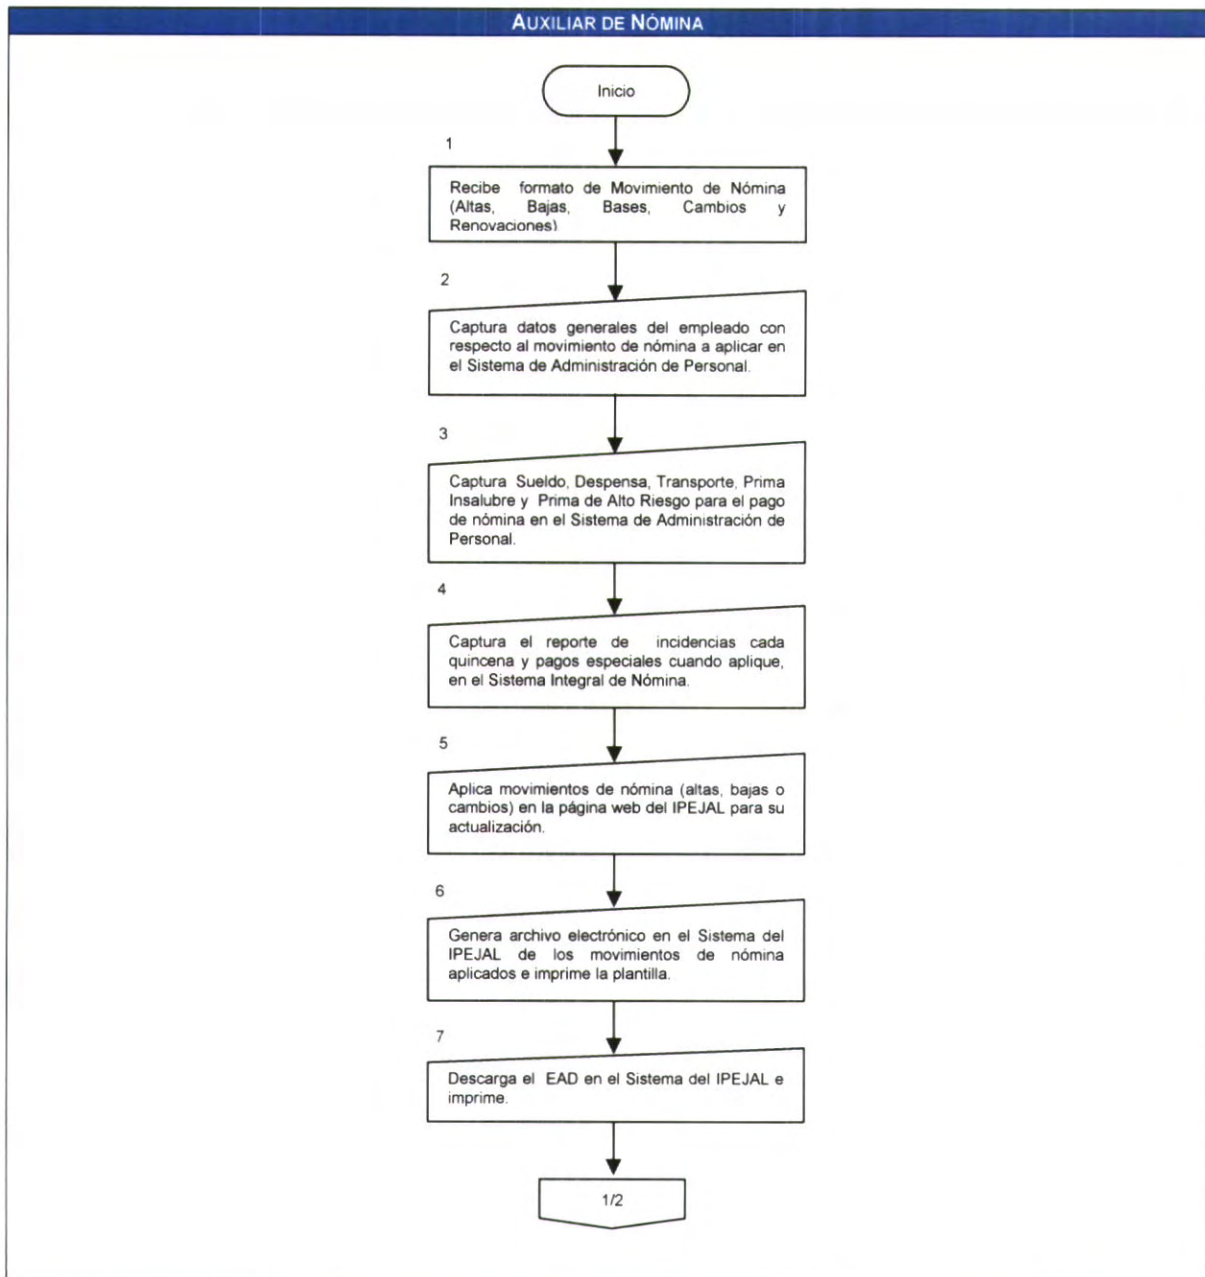 AUXILIAR DE NÓMINA
Inicio
1
Recibe formato de Movimiento de Nómina
(Altas, Bajas, Bases, Cambios y
Renovaciones)
2
Captura datos generales del empleado con
respecto al movimiento de nómina a aplicar en
el Sistema de Administración de Personal.
3
Captura Sueldo, Despensa, Transporte, Prima
Insalubre y Prima de Alto Riesgo para el pago
de nómina en el Sistema de Administración de
Personal.
4
Captura el reporte de incidencias cada
quincena y pagos especiales cuando aplique,
en el Sistema Integral de Nómina.
5
Aplica movimientos de nómina (altas, bajas o
cambios) en la página web del IPEJAL para su
actualización.
6
Genera archivo electrónico en el Sistema del
IPEJAL de los movimientos de nómina
aplicados e imprime la plantilla.
7
Descarga el EAD en el Sistema del IPEJAL e
imprime.
1/2